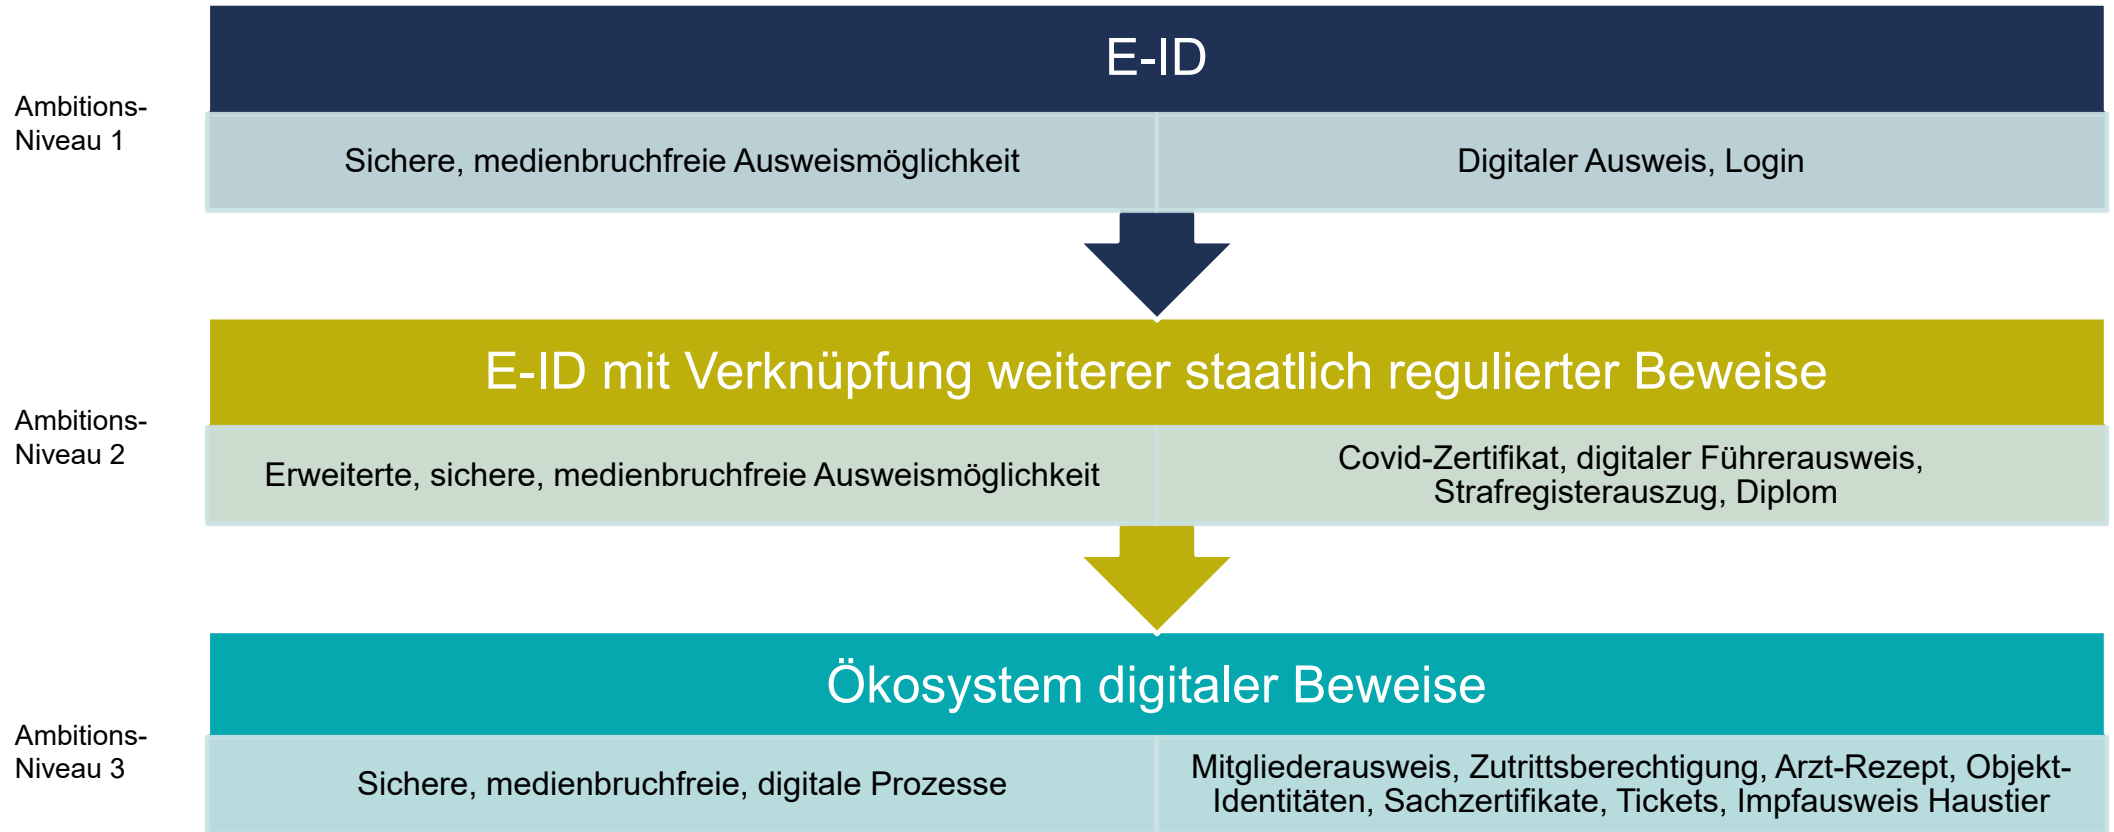 E-ID
Ambitions-
Niveau 1
Sichere, medienbruchfreie Ausweismöglichkeit
Digitaler Ausweis, Login
E-ID mit Verknüpfung weiterer staatlich regulierter Beweise
Ambitions-
Niveau 2
Erweiterte, sichere, medienbruchfreie Ausweismöglichkeit
Covid-Zertifikat, digitaler Führerausweis,
Strafregisterauszug, Diplom
Ökosystem digitaler Beweise
Ambitions-
Niveau 3
Sichere, medienbruchfreie, digitale Prozesse
Mitgliederausweis, Zutrittsberechtigung, Arzt-Rezept, Objekt-
Identitäten, Sachzertifikate, Tickets, Impfausweis Haustier